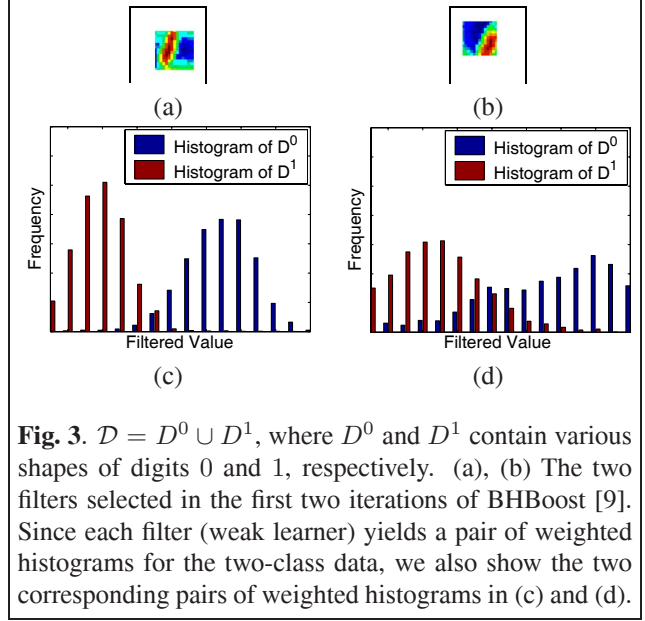 (a) (b)
Histogram of D⁰ Histogram of D⁰
Histogram of D¹ Histogram of D¹
Frequency Frequency
Filtered Value Filtered Value
(c) (d)
Fig. 3. 𝒟 = D⁰ ∪ D¹, where D⁰ and D¹ contain various
shapes of digits 0 and 1, respectively. (a), (b) The two
filters selected in the first two iterations of BHBoost [9].
Since each filter (weak learner) yields a pair of weighted
histograms for the two-class data, we also show the two
corresponding pairs of weighted histograms in (c) and (d).